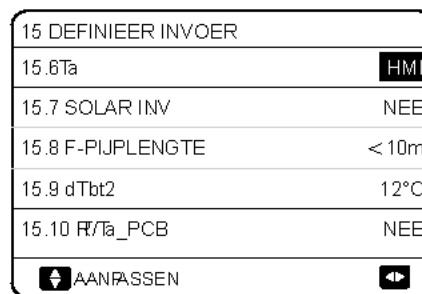 15 DEFINIEER INVOER
15.6Ta HMI
15.7 SOLAR INV NEE
15.8 F-PIJPLENGTE <10m
15.9 dTbt2 12°C
15.10 RT/Ta_PCB NEE
AANPASSEN